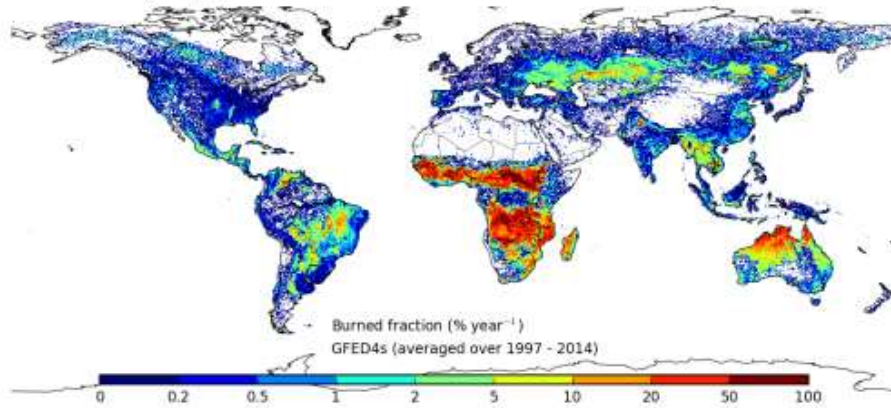 Burned fraction (% year⁻¹)
GFED4s (averaged over 1997 - 2014)
0 0.2 0.5 1 2 5 10 20 50 100